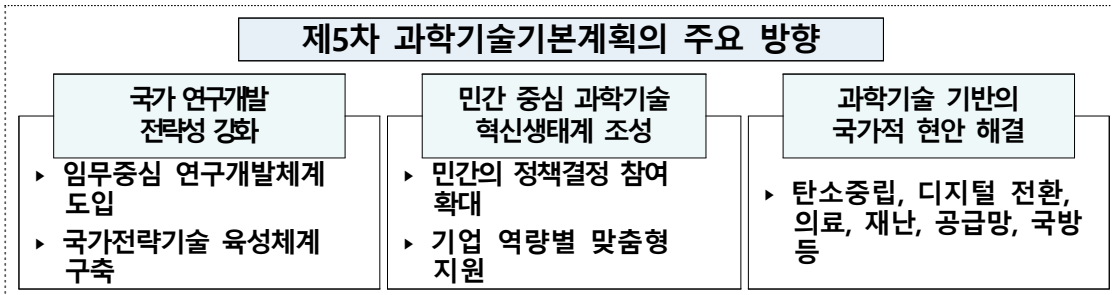 제5차 과학기술기본계획의 주요 방향
국가 연구개발
전략성 강화
▸ 임무중심 연구개발체계
도입
▸ 국가전략기술 육성체계
구축
민간 중심 과학기술
혁신생태계 조성
▸ 민간의 정책결정 참여
확대
▸ 기업 역량별 맞춤형
지원
과학기술 기반의
국가적 현안 해결
▸ 탄소중립, 디지털 전환,
의료, 재난, 공급망, 국방
등